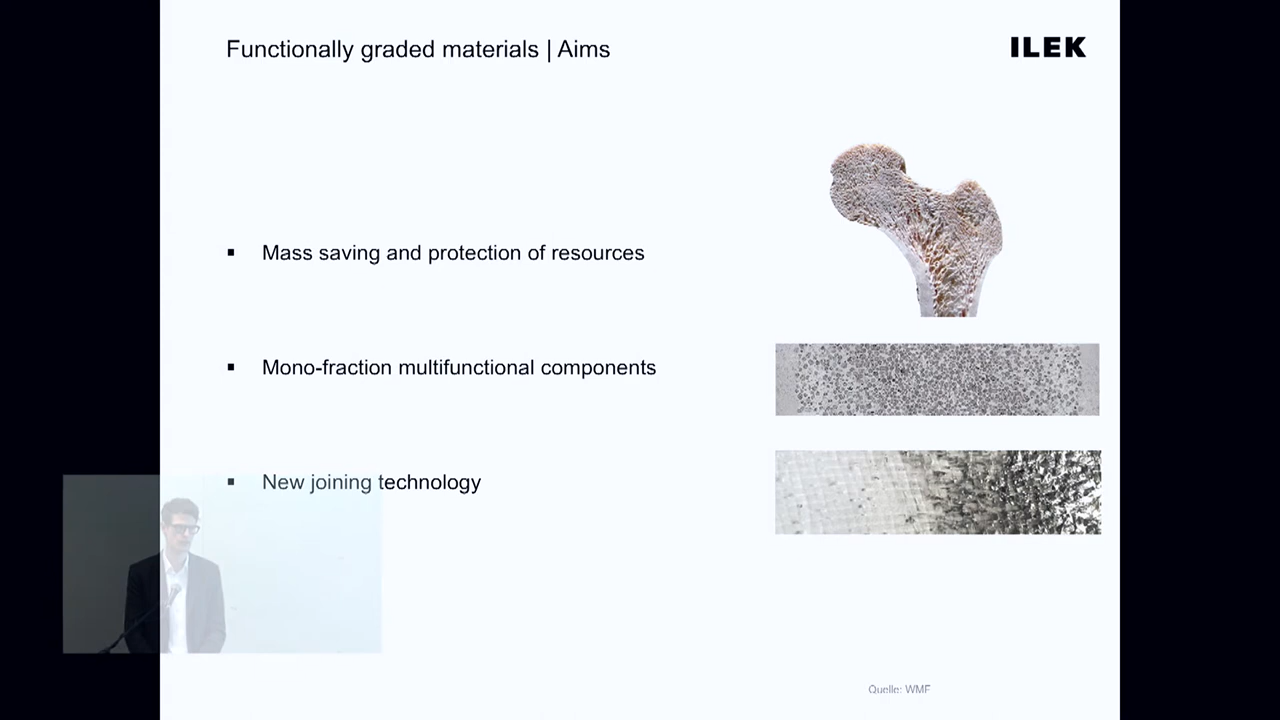 Functionally graded materials | Aims
ILEK
▪ Mass saving and protection of resources
▪ Mono-fraction multifunctional components
▪ New joining technology
Quelle: WMF